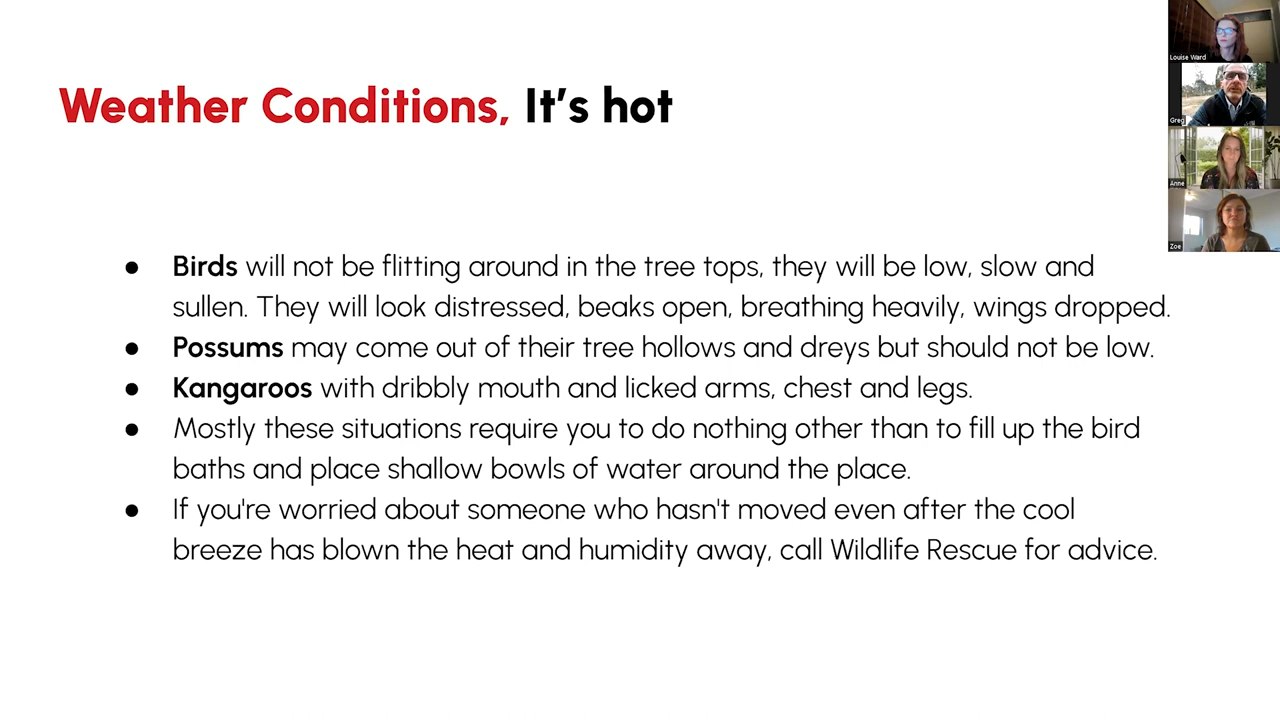 Weather Conditions, It's hot
● Birds will not be flitting around in the tree tops, they will be low, slow and
sullen. They will look distressed, beaks open, breathing heavily, wings dropped.
● Possums may come out of their tree hollows and dreys but should not be low.
● Kangaroos with dribbly mouth and licked arms, chest and legs.
● Mostly these situations require you to do nothing other than to fill up the bird
baths and place shallow bowls of water around the place.
● If you're worried about someone who hasn't moved even after the cool
breeze has blown the heat and humidity away, call Wildlife Rescue for advice.
Louise Ward
Greg
Anne
Zoe